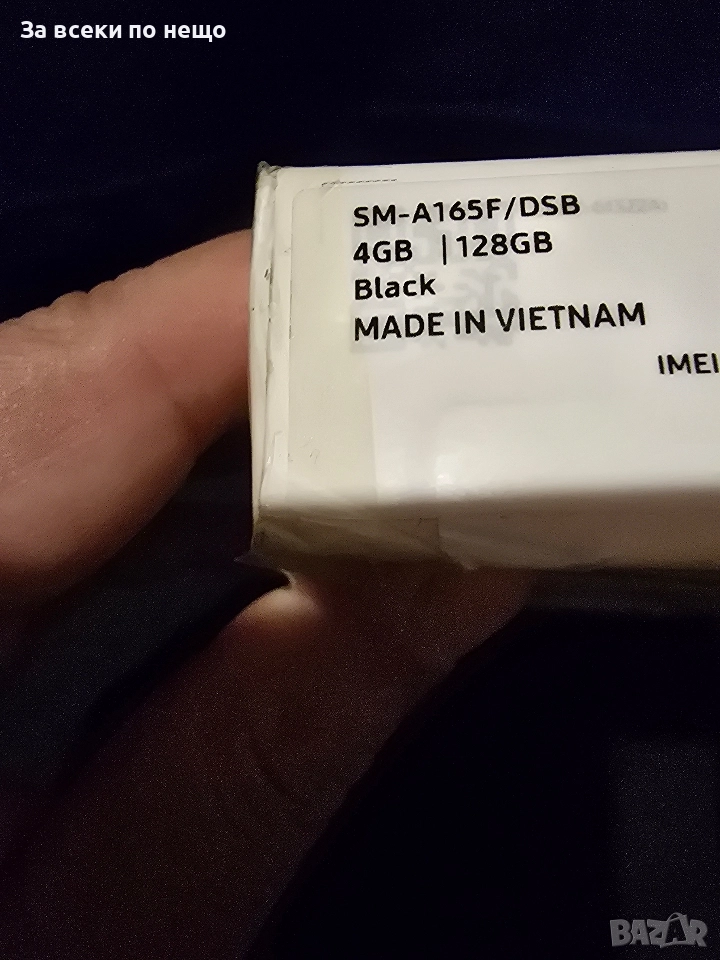 За всеки по нещо
SM-A165F/DSB
4GB | 128GB
Black
MADE IN VIETNAM
IMEI
BAZAR